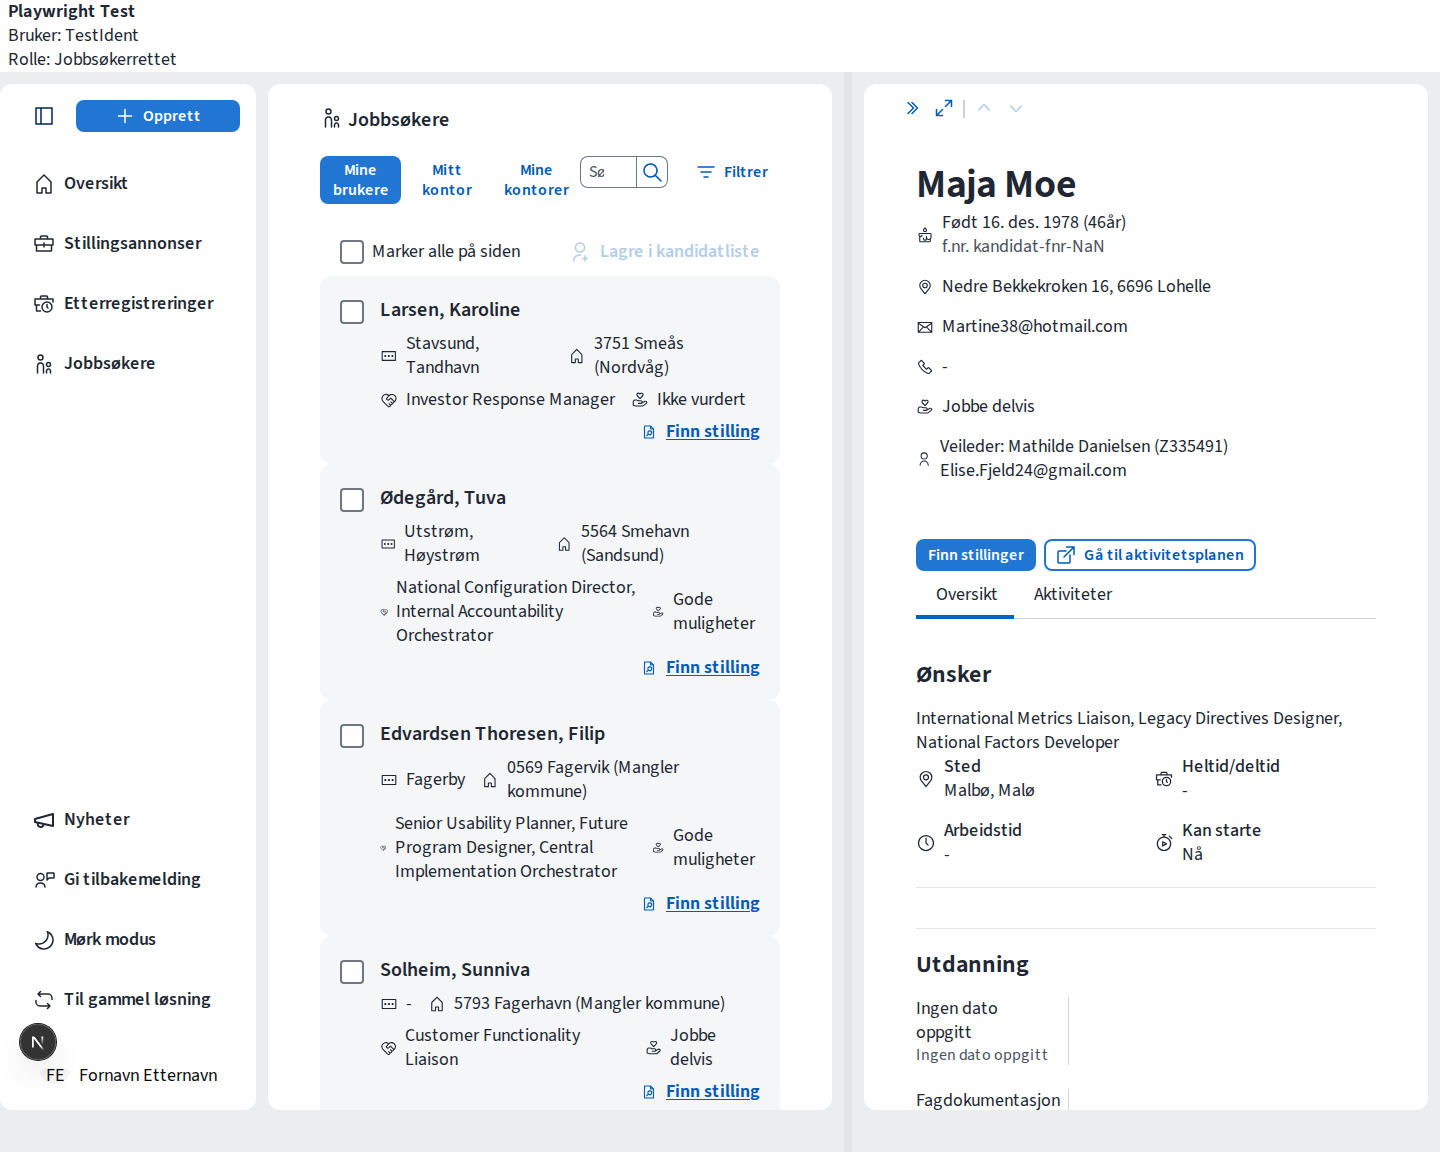 Playwright Test
Bruker: TestIdent
Rolle: Jobbsøkerrettet
Opprett
Oversikt
Stillingsannonser
Etterregistreringer
Jobbsøkere
Nyheter
Gi tilbakemelding
Mørk modus
Til gammel løsning
N
FE Fornavn Etternavn
Jobbsøkere
Mine
brukere
Mitt
kontor
Mine
kontorer
Sø
Filtrer
Marker alle på siden
Lagre i kandidatliste
Larsen, Karoline
Stavsund,
Tandhavn
3751 Smeås
(Nordvåg)
Investor Response Manager
Ikke vurdert
Finn stilling
Ødegård, Tuva
Utstrøm,
Høystrøm
5564 Smehavn
(Sandsund)
National Configuration Director,
Internal Accountability
Orchestrator
Gode
muligheter
Finn stilling
Edvardsen Thoresen, Filip
Fagerby
0569 Fagervik (Mangler
kommune)
Senior Usability Planner, Future
Program Designer, Central
Implementation Orchestrator
Gode
muligheter
Finn stilling
Solheim, Sunniva
-
5793 Fagerhavn (Mangler kommune)
Customer Functionality
Liaison
Jobbe
delvis
Finn stilling
Maja Moe
Født 16. des. 1978 (46år)
f.nr. kandidat-fnr-NaN
Nedre Bekkekroken 16, 6696 Lohelle
Martine38@hotmail.com
-
Jobbe delvis
Veileder: Mathilde Danielsen (Z335491)
Elise.Fjeld24@gmail.com
Finn stillinger
Gå til aktivitetsplanen
Oversikt
Aktiviteter
Ønsker
International Metrics Liaison, Legacy Directives Designer,
National Factors Developer
Sted
Malbø, Malø
Heltid/deltid
-
Arbeidstid
-
Kan starte
Nå
Utdanning
Ingen dato
oppgitt
Ingen dato oppgitt
Fagdokumentasjon